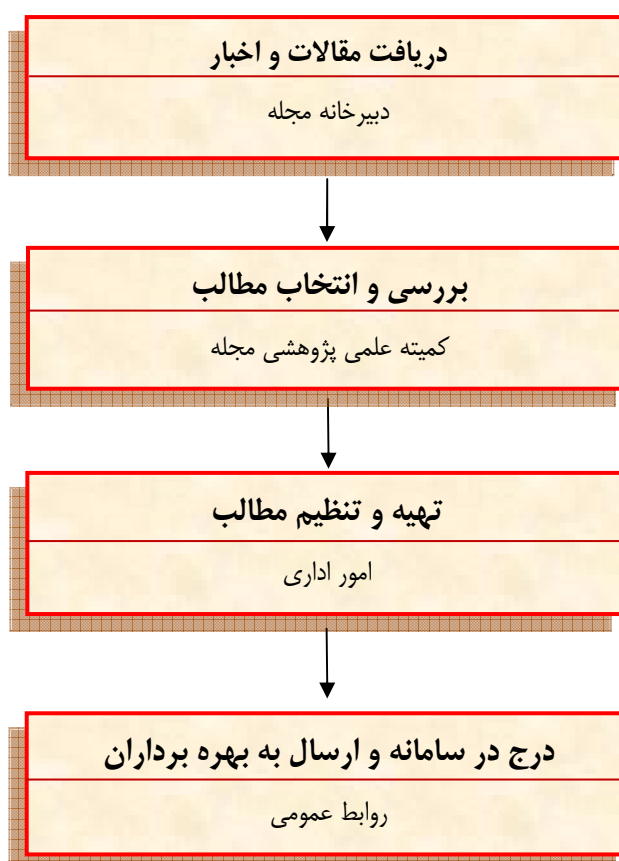 دریافت مقالات و اخبار
دبیرخانه مجله
بررسی و انتخاب مطالب
کمیته علمی پژوهشی مجله
تهیه و تنظیم مطالب
امور اداری
درج در سامانه و ارسال به بهره برداران
روابط عمومی